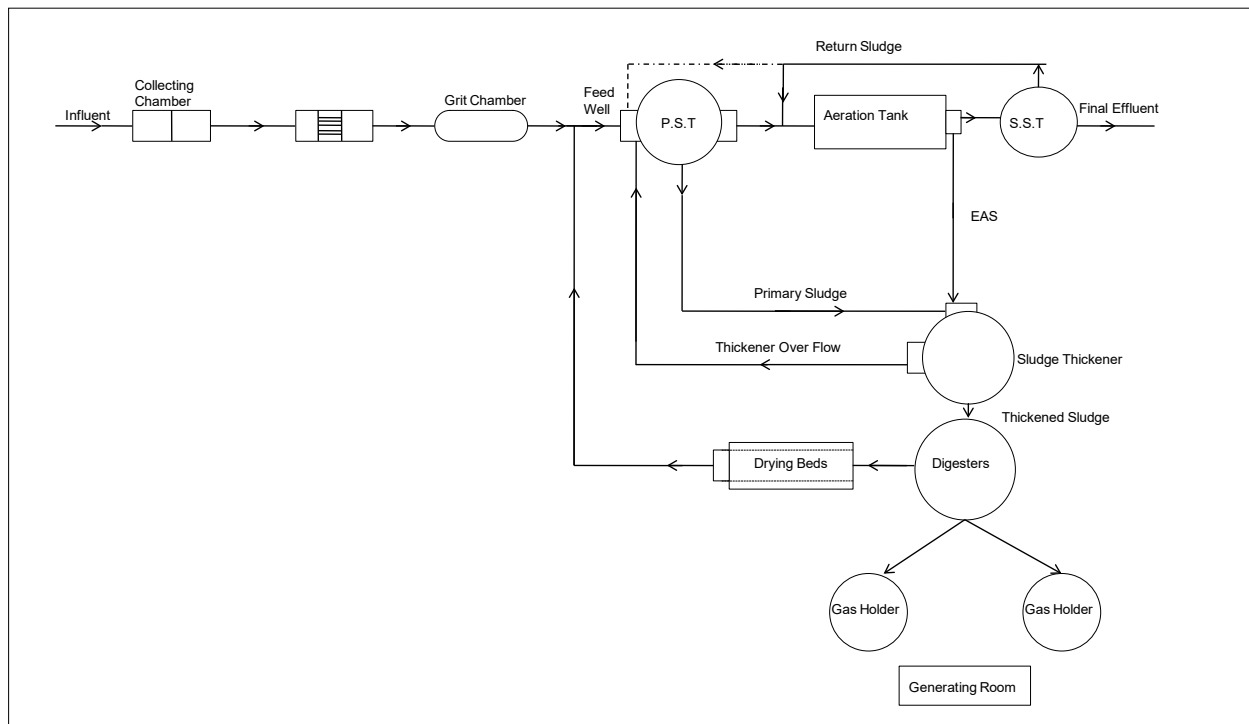 Return Sludge
Collecting
Chamber
Influent
Grit Chamber
Feed
Well
P.S.T
Aeration Tank
S.S.T
Final Effluent
EAS
Primary Sludge
Thickener Over Flow
Sludge Thickener
Thickened Sludge
Drying Beds
Digesters
Gas Holder
Gas Holder
Generating Room